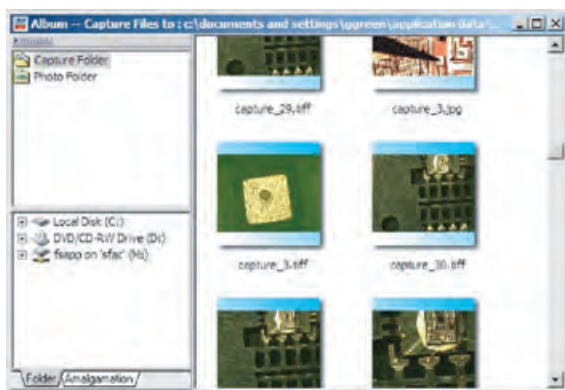 Album -- Capture Files to : c:\documents and settings\qgreen\application data\...
Capture Folder
Photo Folder
capture_29.tiff
capture_3.jpg
capture_3.tiff
capture_30.tiff
Local Disk (C:)
DVD/CD-RW Drive (D:)
fsapp on 'sfac' (N:)
Folder
Amalgamation